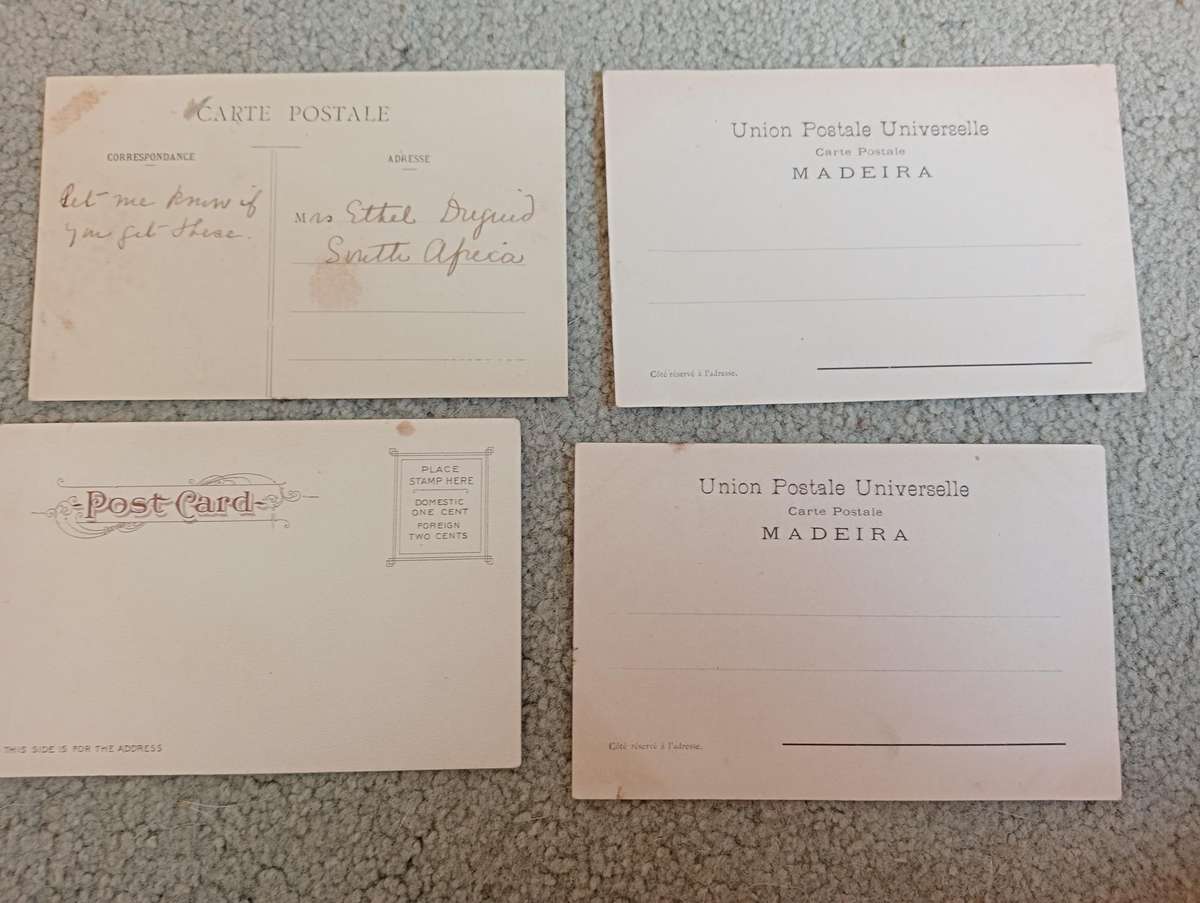 CARTE POSTALE
CORRESPONDANCE
Let me know if
you get these.
ADRESSE
Mrs Ethel Duguid
South Africa
Union Postale Universelle
Carte Postale
MADEIRA
Côté réservé à l'adresse.
Post Card
PLACE
STAMP HERE
DOMESTIC
ONE CENT
FOREIGN
TWO CENTS
THIS SIDE IS FOR THE ADDRESS
Union Postale Universelle
Carte Postale
MADEIRA
Côté réservé à l'adresse.